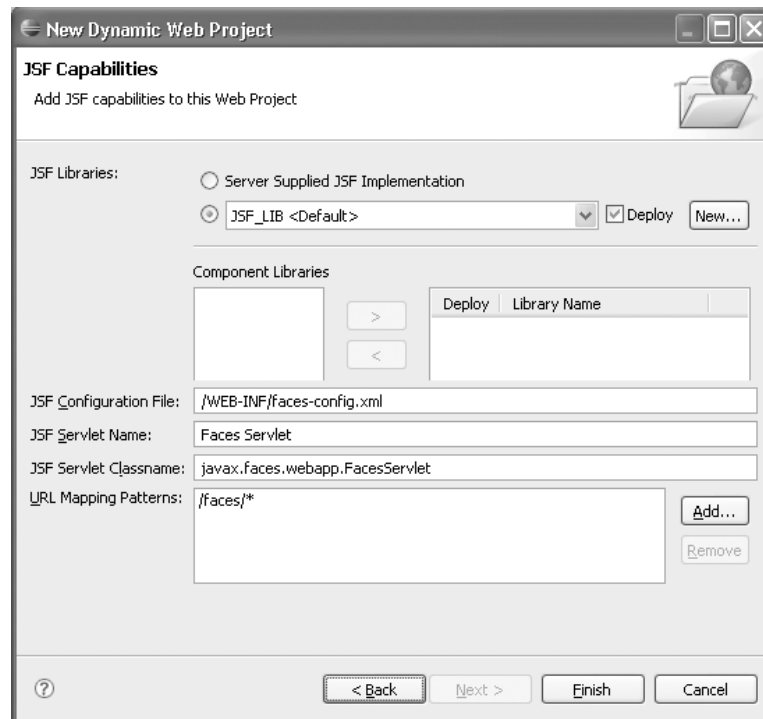 New Dynamic Web Project
JSF Capabilities
Add JSF capabilities to this Web Project
JSF Libraries:
Server Supplied JSF Implementation
JSF_LIB <Default>
Deploy
New...
Component Libraries
>
<
Deploy Library Name
JSF Configuration File: /WEB-INF/faces-config.xml
JSF Servlet Name: Faces Servlet
JSF Servlet Classname: javax.faces.webapp.FacesServlet
URL Mapping Patterns: /faces/*
Add...
Remove
? < Back Next > Finish Cancel